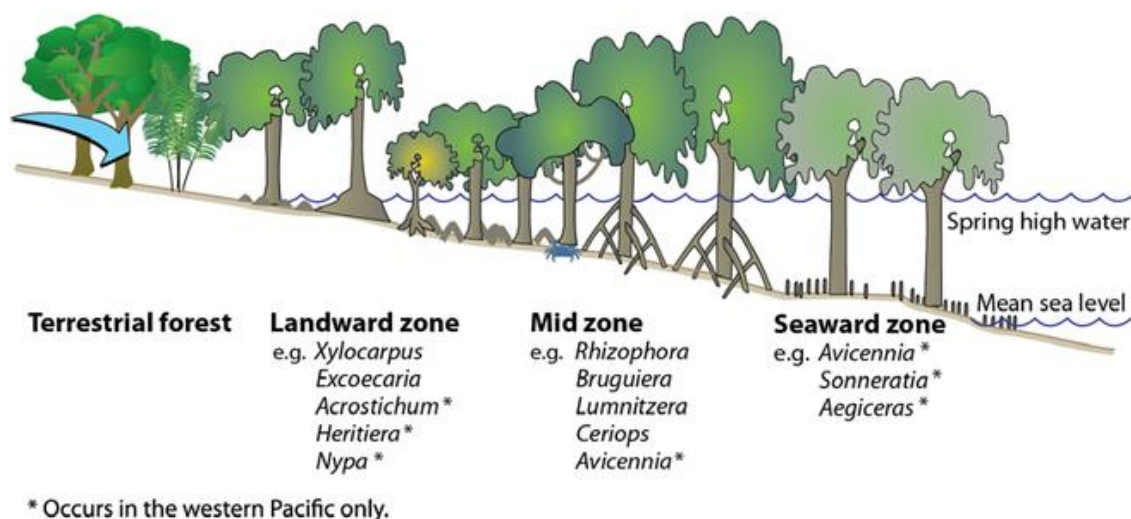 Spring high water
Mean sea level
Terrestrial forest
Landward zone
e.g. Xylocarpus
Excoecaria
Acrostichum *
Heritiera *
Nypa *
Mid zone
e.g. Rhizophora
Bruguiera
Lumnitzera
Ceriops
Avicennia *
Seaward zone
e.g. Avicennia *
Sonneratia *
Aegiceras *
* Occurs in the western Pacific only.